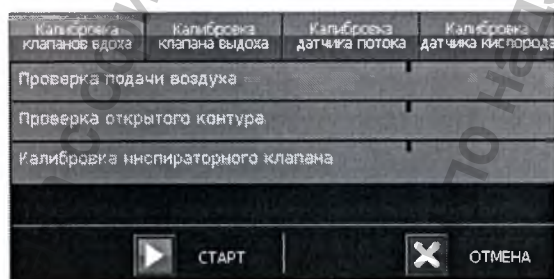 Калибровка клапанов вдоха
Калибровка клапана выдоха
Калибровка датчика потока
Калибровка датчика кислорода
Проверка подачи воздуха
Проверка открытого контура
Калибровка инспираторного клапана
СТАРТ
ОТМЕНА